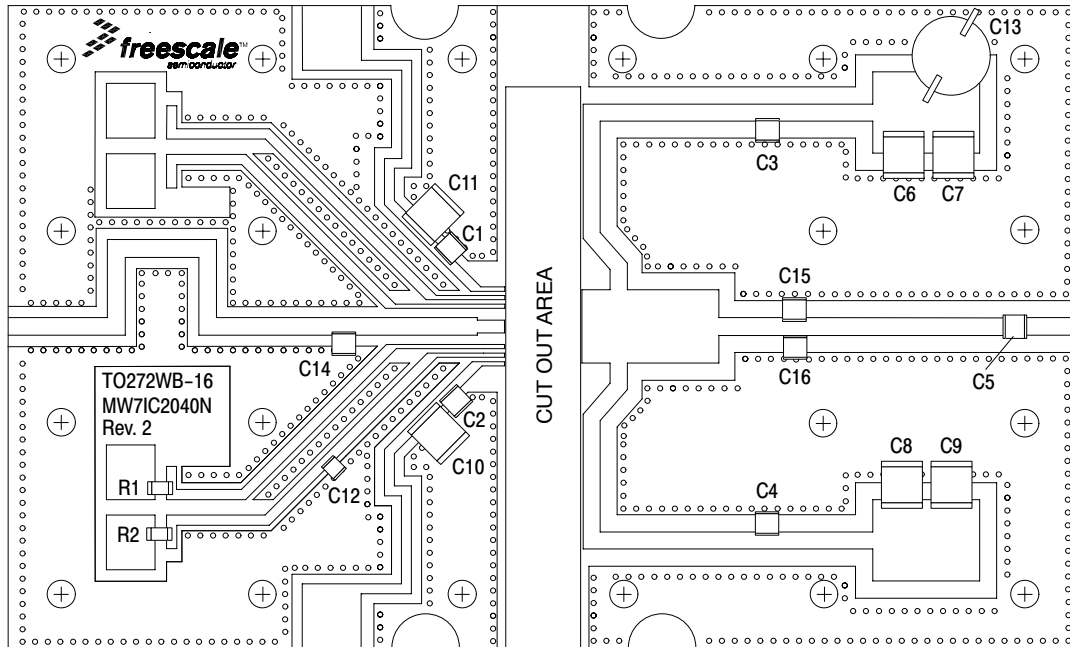 freescale™
semiconductor
C13
C3
C6 C7
C11
C1
CUT OUT AREA
C15
C14
C16
C5
TO272WB-16
MW7IC2040N
Rev. 2
C2
C10
C8 C9
R1
C12
C4
R2